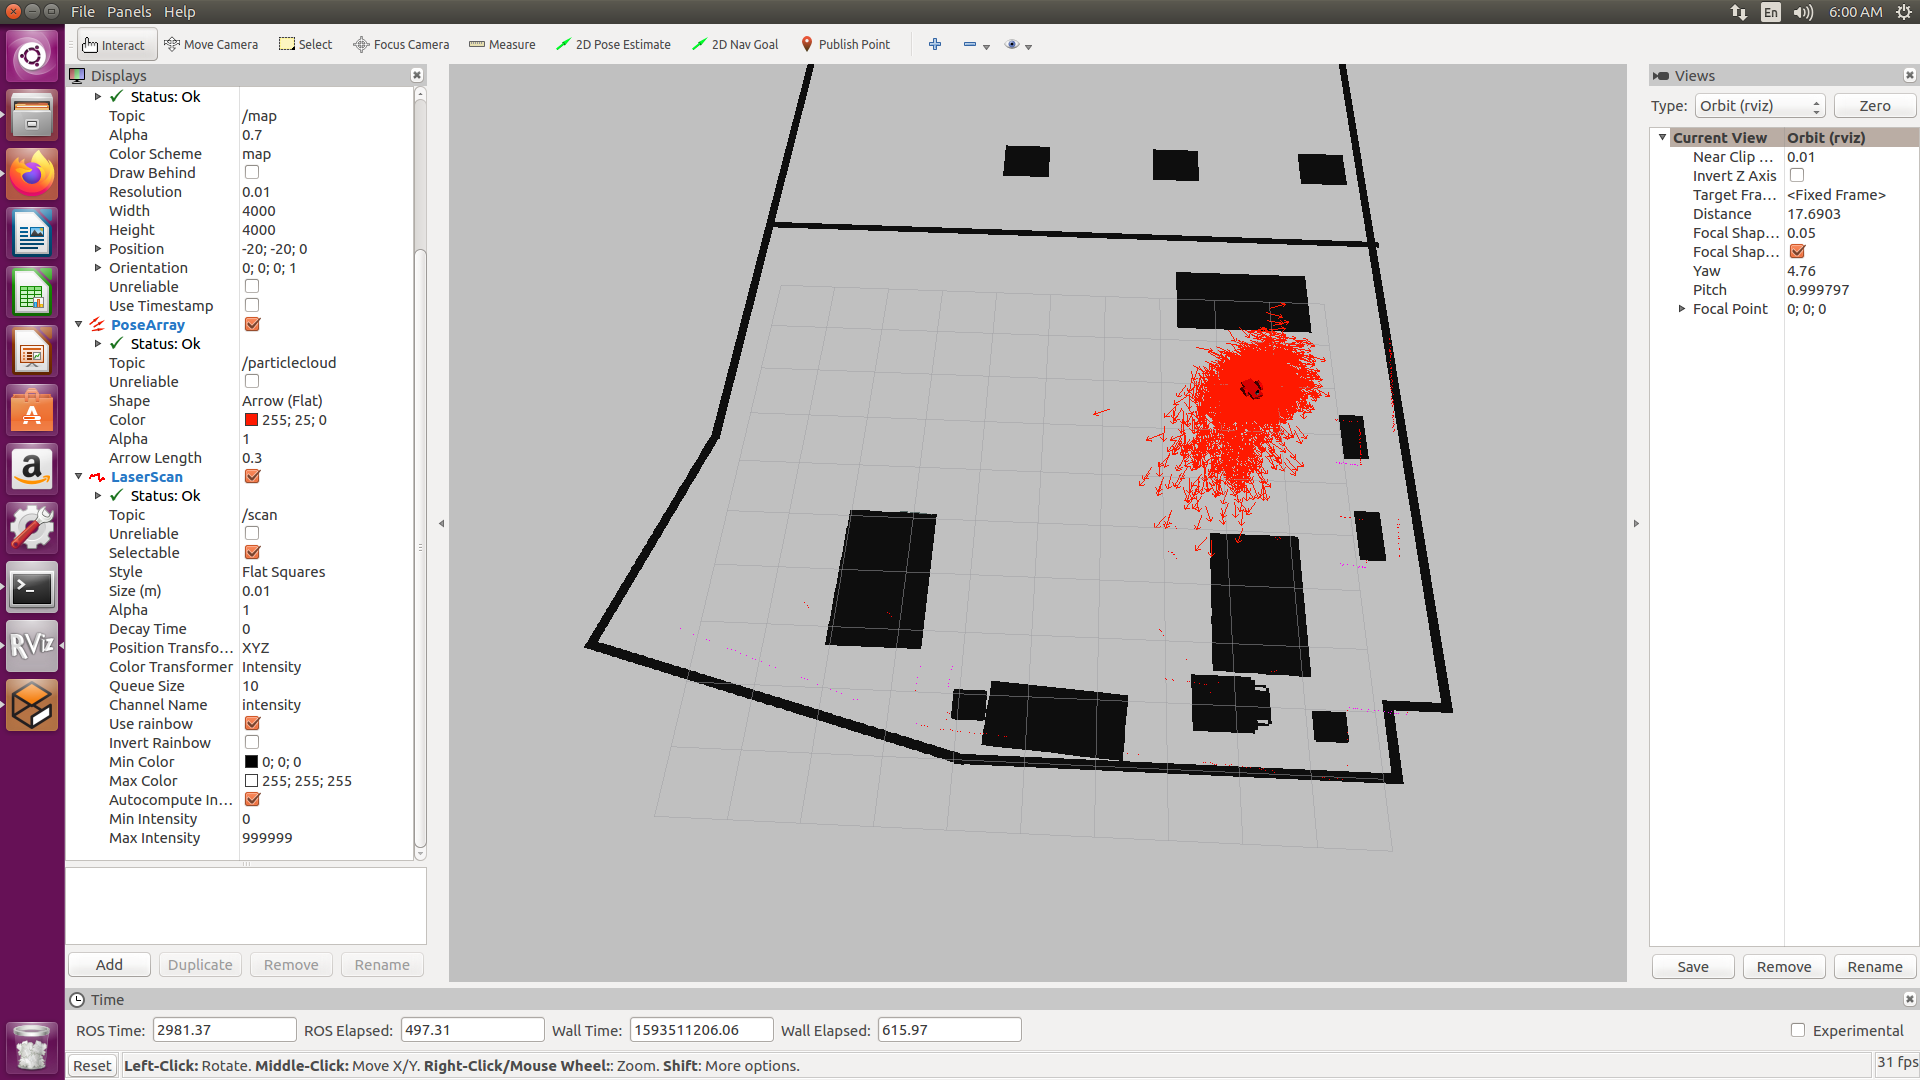 File Panels Help
En 6:00 AM
Interact Move Camera Select Focus Camera Measure 2D Pose Estimate 2D Nav Goal Publish Point
Displays
Status: Ok
Topic /map
Alpha 0.7
Color Scheme map
Draw Behind
Resolution 0.01
Width 4000
Height 4000
Position -20; -20; 0
Orientation 0; 0; 0; 1
Unreliable
Use Timestamp
PoseArray
Status: Ok
Topic /particlecloud
Unreliable
Shape Arrow (Flat)
Color 255; 25; 0
Alpha 1
Arrow Length 0.3
LaserScan
Status: Ok
Topic /scan
Unreliable
Selectable
Style Flat Squares
Size (m) 0.01
Alpha 1
Decay Time 0
Position Transfo... XYZ
Color Transformer Intensity
Queue Size 10
Channel Name intensity
Use rainbow
Invert Rainbow
Min Color 0; 0; 0
Max Color 255; 255; 255
Autocompute In...
Min Intensity 0
Max Intensity 999999
Add Duplicate Remove Rename
Views
Type: Orbit (rviz) Zero
Current View Orbit (rviz)
Near Clip ... 0.01
Invert Z Axis
Target Fra... <Fixed Frame>
Distance 17.6903
Focal Shap... 0.05
Focal Shap...
Yaw 4.76
Pitch 0.999797
Focal Point 0; 0; 0
Save Remove Rename
Time
ROS Time: 2981.37 ROS Elapsed: 497.31 Wall Time: 1593511206.06 Wall Elapsed: 615.97 Experimental
Reset Left-Click: Rotate. Middle-Click: Move X/Y. Right-Click/Mouse Wheel:: Zoom. Shift: More options. 31 fps
RViz